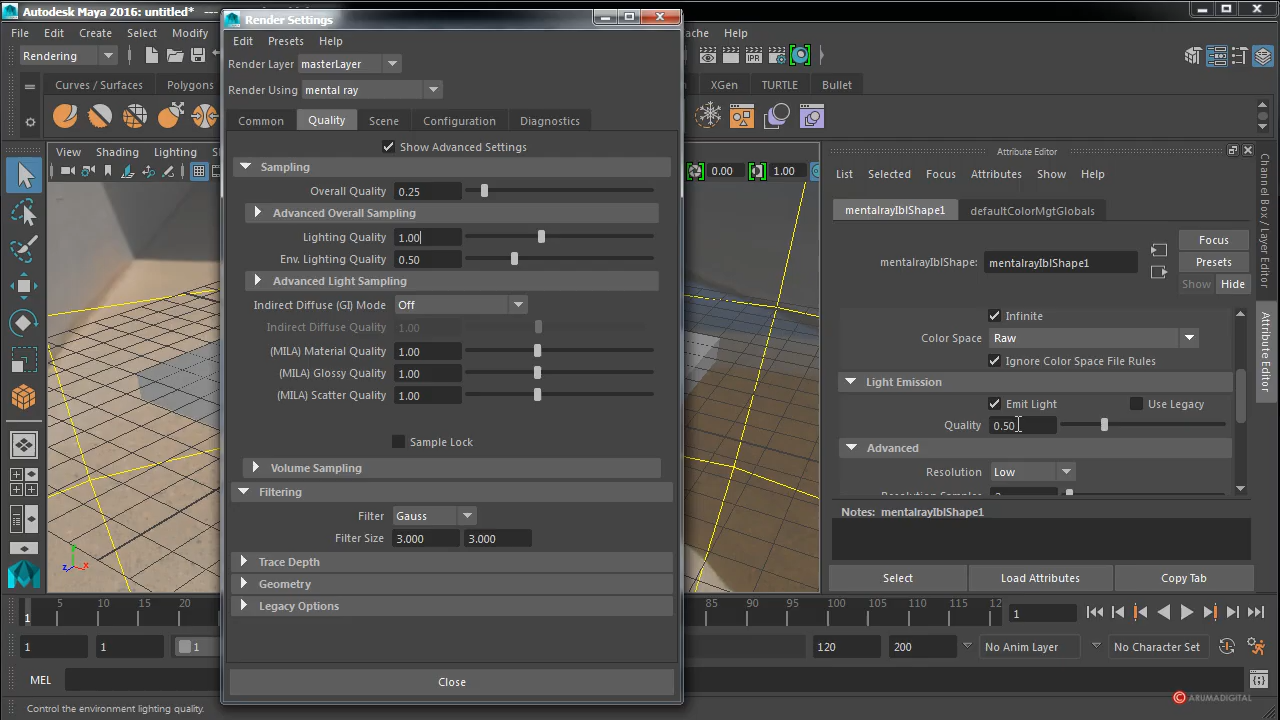 Autodesk Maya 2016: untitled*
File Edit Create Select Modify
ache Help
Rendering
Curves / Surfaces Polygons
XGen TURTLE Bullet
View Shading Lighting
0.00 1.00
Render Settings
Edit Presets Help
Render Layer masterLayer
Render Using mental ray
Common Quality Scene Configuration Diagnostics
Show Advanced Settings
Sampling
Overall Quality 0.25
Advanced Overall Sampling
Lighting Quality 1.00
Env. Lighting Quality 0.50
Advanced Light Sampling
Indirect Diffuse (GI) Mode Off
Indirect Diffuse Quality 1.00
(MILA) Material Quality 1.00
(MILA) Glossy Quality 1.00
(MILA) Scatter Quality 1.00
Sample Lock
Volume Sampling
Filtering
Filter Gauss
Filter Size 3.000 3.000
Trace Depth
Geometry
Legacy Options
Close
Attribute Editor
List Selected Focus Attributes Show Help
mentalrayIblShape1 defaultColorMgtGlobals
Focus
mentalrayIblShape: mentalrayIblShape1
Presets
Show Hide
Infinite
Color Space Raw
Ignore Color Space File Rules
Light Emission
Emit Light Use Legacy
Quality 0.50
Advanced
Resolution Low
Notes: mentalrayIblShape1
Select Load Attributes Copy Tab
Channel Box / Layer Editor
Attribute Editor
z x
1 5 10 15 20
85 90 95 100 105 110 115 12
1
1 1 1
120 200 No Anim Layer No Character Set
MEL
Control the environment lighting quality.
© ARUMADIGITAL